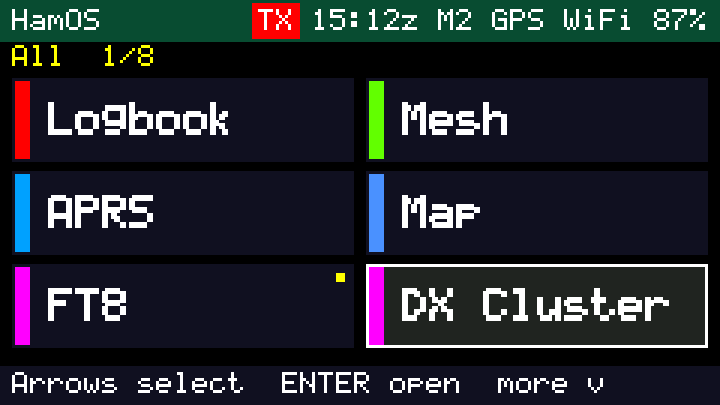 HamOS TX 15:12z M2 GPS WiFi 87%
All 1/8
Logbook Mesh
APRS Map
FT8 DX Cluster
Arrows select ENTER open more v